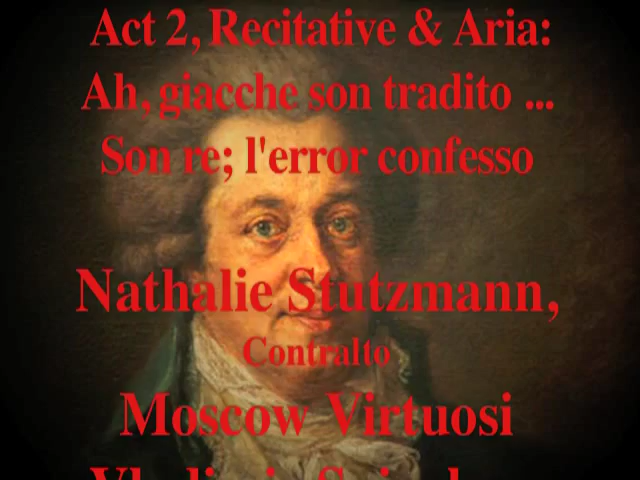 Act 2, Recitative & Aria:
Ah, giacche son tradito ...
Son re; l'error confesso
Nathalie Stutzmann,
Contralto
Moscow Virtuosi